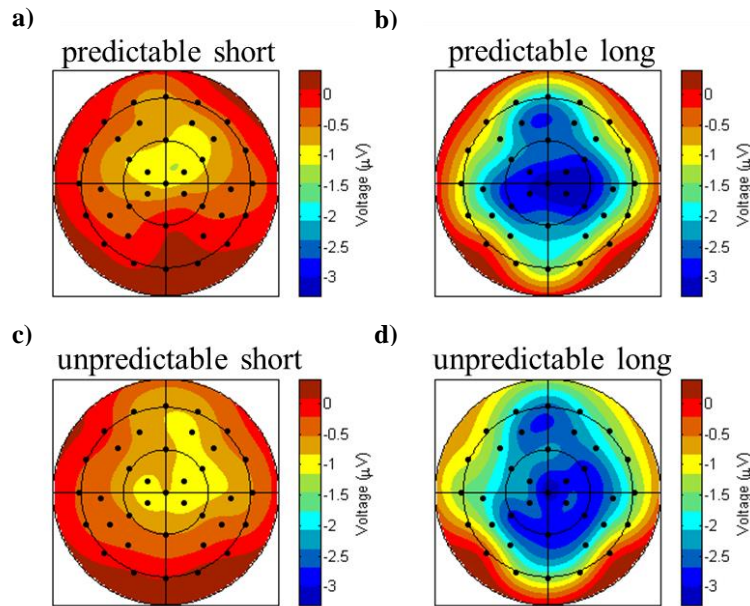 a)
predictable short
0
-0.5
-1
-1.5
-2
-2.5
-3
Voltage (µV)
b)
predictable long
0
-0.5
-1
-1.5
-2
-2.5
-3
Voltage (µV)
c)
unpredictable short
0
-0.5
-1
-1.5
-2
-2.5
-3
Voltage (µV)
d)
unpredictable long
0
-0.5
-1
-1.5
-2
-2.5
-3
Voltage (µV)